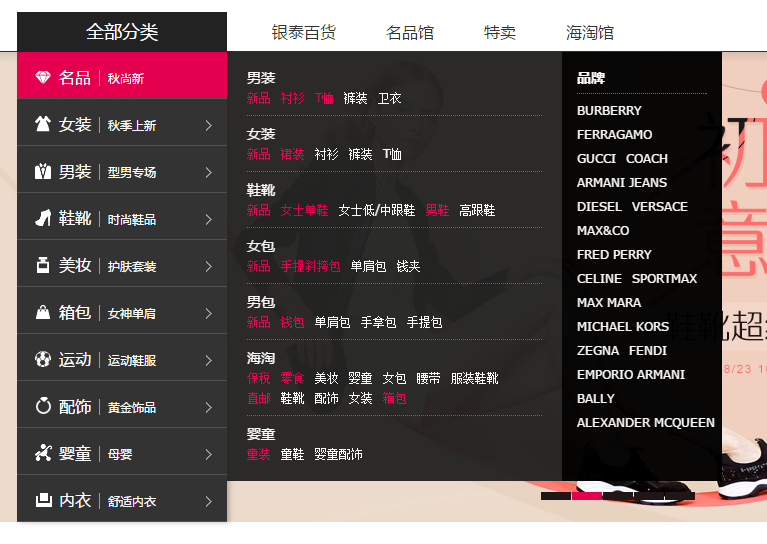 全部分类 银泰百货 名品馆 特卖 海淘馆
名品 秋尚新
女装 秋季上新
男装 型男专场
鞋靴 时尚鞋品
美妆 护肤套装
箱包 女神单肩
运动 运动鞋服
配饰 黄金饰品
婴童 母婴
内衣 舒适内衣
男装
新品 衬衫 T恤 裤装 卫衣
女装
新品 裙装 衬衫 裤装 T恤
鞋靴
新品 女士单鞋 女士低/中跟鞋 男鞋 高跟鞋
女包
新品 手提斜挎包 单肩包 钱夹
男包
新品 钱包 单肩包 手拿包 手提包
海淘
保税 零食 美妆 婴童 女包 腰带 服装鞋靴
直邮 鞋靴 配饰 女装 箱包
婴童
童装 童鞋 婴童配饰
品牌
BURBERRY
FERRAGAMO
GUCCI COACH
ARMANI JEANS
DIESEL VERSACE
MAX&CO
FRED PERRY
CELINE SPORTMAX
MAX MARA
MICHAEL KORS
ZEGNA FENDI
EMPORIO ARMANI
BALLY
ALEXANDER MCQUEEN
初
意
鞋靴超
8/23 1